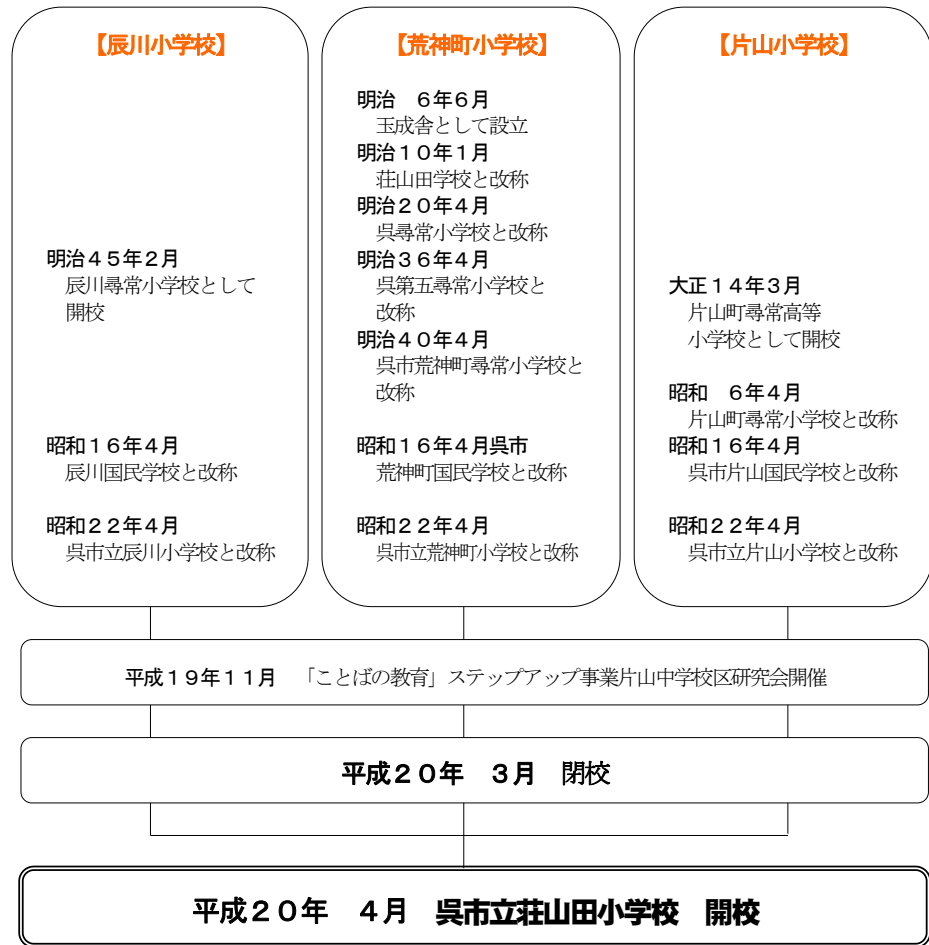 【辰川小学校】
明治45年2月
辰川尋常小学校として
開校
昭和16年4月
辰川国民学校と改称
昭和22年4月
呉市立辰川小学校と改称
【荒神町小学校】
明治　6年6月
玉成舎として設立
明治10年1月
荘山田学校と改称
明治20年4月
呉尋常小学校と改称
明治36年4月
呉第五尋常小学校と
改称
明治40年4月
呉市荒神町尋常小学校と
改称
昭和16年4月呉市
荒神町国民学校と改称
昭和22年4月
呉市立荒神町小学校と改称
【片山小学校】
大正14年3月
片山町尋常高等
小学校として開校
昭和　6年4月
片山町尋常小学校と改称
昭和16年4月
呉市片山国民学校と改称
昭和22年4月
呉市立片山小学校と改称
平成19年11月　「ことばの教育」ステップアップ事業片山中学校区研究会開催
平成20年　3月　閉校
平成20年　4月　呉市立荘山田小学校　開校